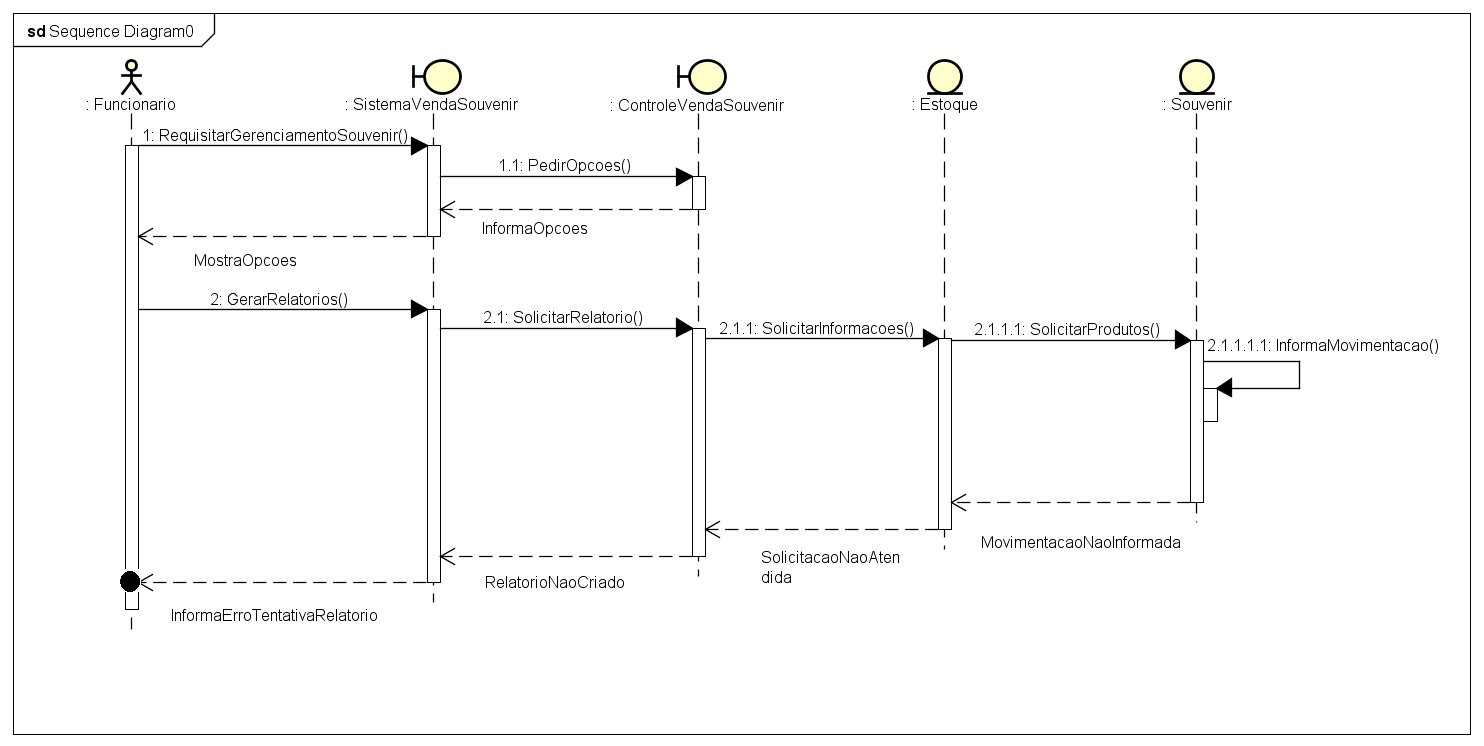 sd Sequence Diagram0
: Funcionario
: SistemaVendaSouvenir
: ControleVendaSouvenir
: Estoque
: Souvenir
1: RequisitarGerenciamentoSouvenir()
1.1: PedirOpcoes()
InformaOpcoes
MostraOpcoes
2: GerarRelatorios()
2.1: SolicitarRelatorio()
2.1.1: SolicitarInformacoes()
2.1.1.1: SolicitarProdutos()
2.1.1.1.1: InformaMovimentacao()
MovimentacaoNaoInformada
SolicitacaoNaoAten
dida
RelatorioNaoCriado
InformaErroTentativaRelatorio